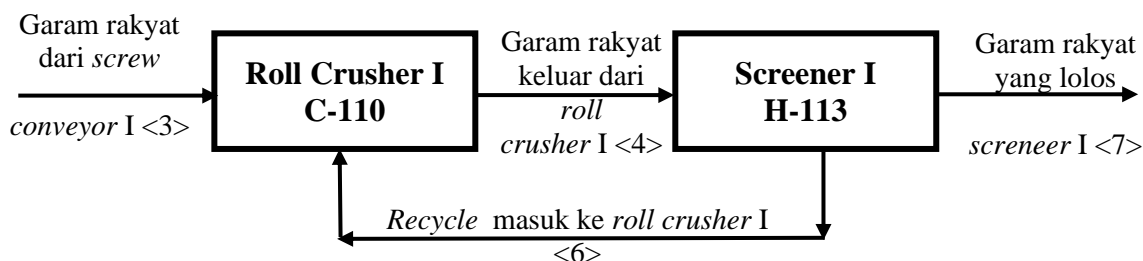 Garam rakyat
dari screw
conveyor I <3>
Roll Crusher I
C-110
Garam rakyat
keluar dari
roll
crusher I <4>
Screener I
H-113
Garam rakyat
yang lolos
screneer I <7>
Recycle masuk ke roll crusher I
<6>